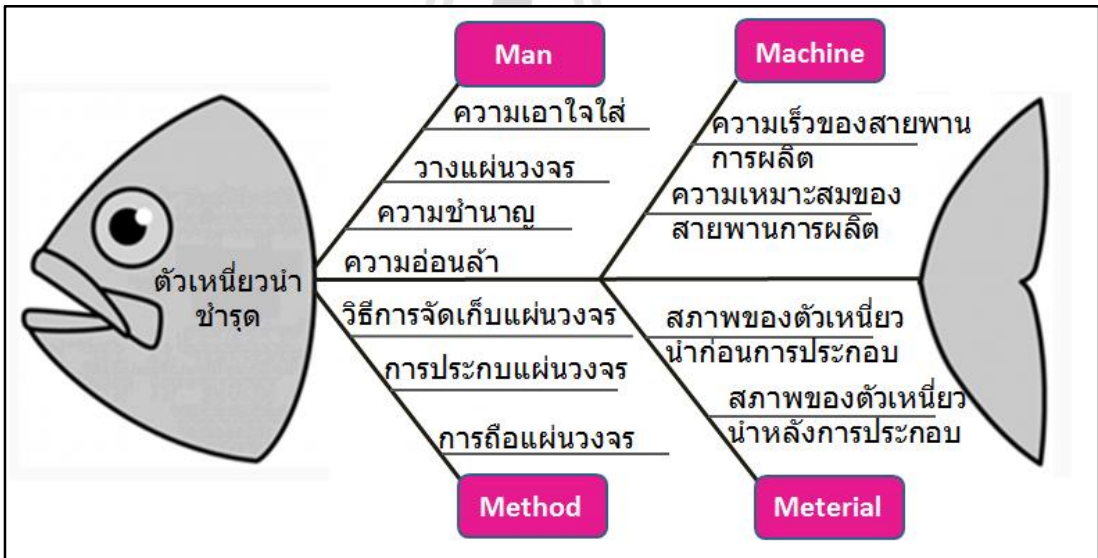 Man
Machine
ความเอาใจใส่
วางแผ่นวงจร
ความชำนาญ
ความอ่อนล้า
ความเร็วของสายพาน
การผลิต
ความเหมาะสมของ
สายพานการผลิต
ตัวเหนี่ยวนำ
ชำรุด
วิธีการจัดเก็บแผ่นวงจร
การประกบแผ่นวงจร
การถือแผ่นวงจร
สภาพของตัวเหนี่ยว
นำก่อนการประกอบ
สภาพของตัวเหนี่ยว
นำหลังการประกอบ
Method
Meterial